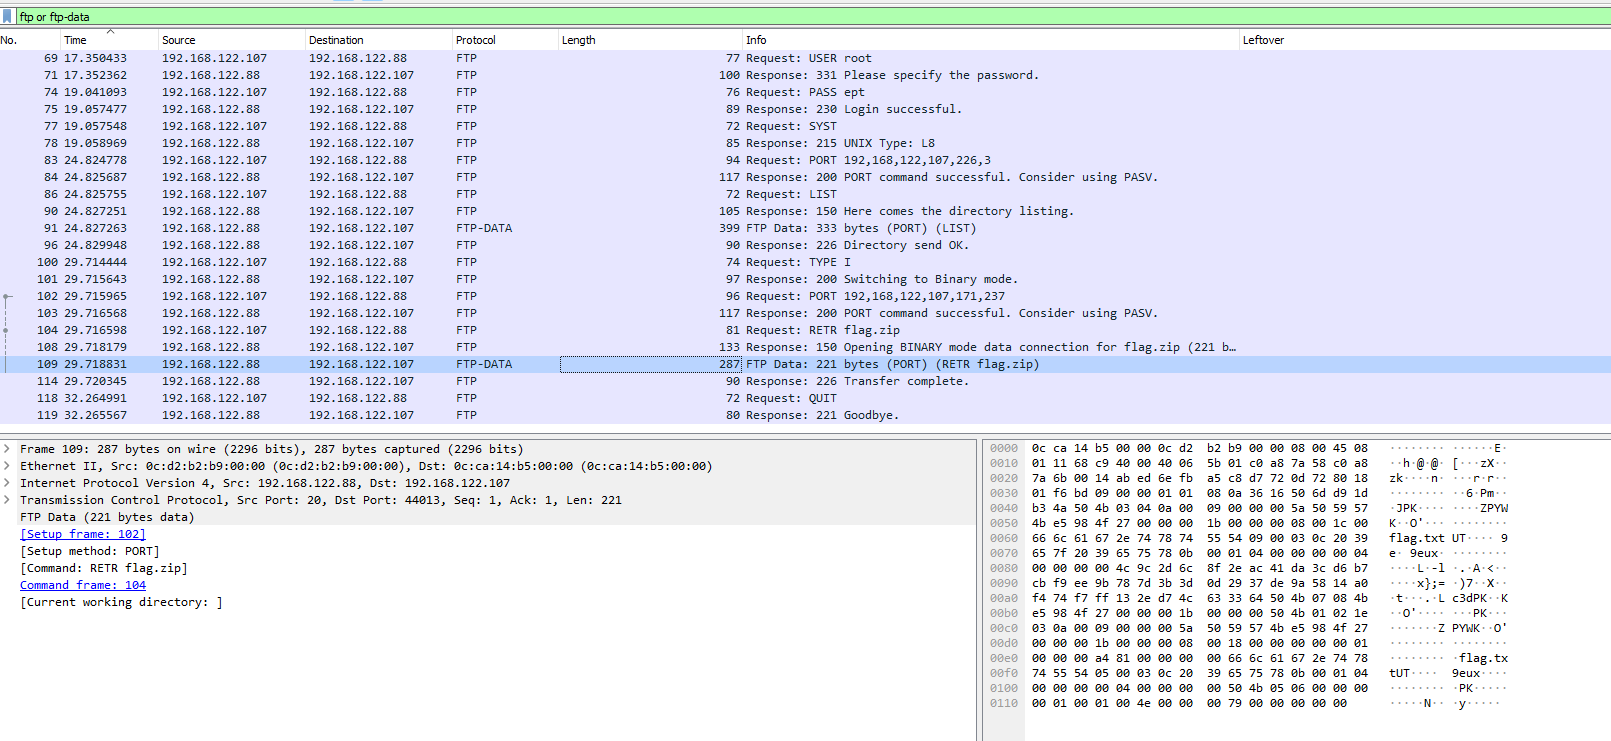 ftp or ftp-data
No. Time Source Destination Protocol Length Info Leftover
69 17.350433 192.168.122.107 192.168.122.88 FTP 77 Request: USER root
71 17.352362 192.168.122.88 192.168.122.107 FTP 100 Response: 331 Please specify the password.
74 19.041093 192.168.122.107 192.168.122.88 FTP 76 Request: PASS ept
75 19.057477 192.168.122.88 192.168.122.107 FTP 89 Response: 230 Login successful.
77 19.057548 192.168.122.107 192.168.122.88 FTP 72 Request: SYST
78 19.058969 192.168.122.88 192.168.122.107 FTP 85 Response: 215 UNIX Type: L8
83 24.824778 192.168.122.107 192.168.122.88 FTP 94 Request: PORT 192,168,122,107,226,3
84 24.825687 192.168.122.88 192.168.122.107 FTP 117 Response: 200 PORT command successful. Consider using PASV.
86 24.825755 192.168.122.107 192.168.122.88 FTP 72 Request: LIST
90 24.827251 192.168.122.88 192.168.122.107 FTP 105 Response: 150 Here comes the directory listing.
91 24.827263 192.168.122.88 192.168.122.107 FTP-DATA 399 FTP Data: 333 bytes (PORT) (LIST)
96 24.829948 192.168.122.88 192.168.122.107 FTP 90 Response: 226 Directory send OK.
100 29.714444 192.168.122.107 192.168.122.88 FTP 74 Request: TYPE I
101 29.715643 192.168.122.88 192.168.122.107 FTP 97 Response: 200 Switching to Binary mode.
102 29.715965 192.168.122.107 192.168.122.88 FTP 96 Request: PORT 192,168,122,107,171,237
103 29.716568 192.168.122.88 192.168.122.107 FTP 117 Response: 200 PORT command successful. Consider using PASV.
104 29.716598 192.168.122.107 192.168.122.88 FTP 81 Request: RETR flag.zip
108 29.718179 192.168.122.88 192.168.122.107 FTP 133 Response: 150 Opening BINARY mode data connection for flag.zip (221 b…
109 29.718831 192.168.122.88 192.168.122.107 FTP-DATA 287 FTP Data: 221 bytes (PORT) (RETR flag.zip)
114 29.720345 192.168.122.88 192.168.122.107 FTP 90 Response: 226 Transfer complete.
118 32.264991 192.168.122.107 192.168.122.88 FTP 72 Request: QUIT
119 32.265567 192.168.122.88 192.168.122.107 FTP 80 Response: 221 Goodbye.
Frame 109: 287 bytes on wire (2296 bits), 287 bytes captured (2296 bits)
Ethernet II, Src: 0c:d2:b2:b9:00:00 (0c:d2:b2:b9:00:00), Dst: 0c:ca:14:b5:00:00 (0c:ca:14:b5:00:00)
Internet Protocol Version 4, Src: 192.168.122.88, Dst: 192.168.122.107
Transmission Control Protocol, Src Port: 20, Dst Port: 44013, Seq: 1, Ack: 1, Len: 221
FTP Data (221 bytes data)
[Setup frame: 102]
[Setup method: PORT]
[Command: RETR flag.zip]
Command frame: 104
[Current working directory: ]
0000 0c ca 14 b5 00 00 0c d2 b2 b9 00 00 08 00 45 08 ········ ······E·
0010 01 11 68 c9 40 00 40 06 5b 01 c0 a8 7a 58 c0 a8 ··h·@·@· [···zX··
0020 7a 6b 00 14 ab ed 6e fb a5 c8 d7 72 0d 72 80 18 zk····n· ···r·r··
0030 01 f6 bd 09 00 00 01 01 08 0a 36 16 50 6d d9 1d ········ ··6·Pm··
0040 b3 4a 50 4b 03 04 0a 00 09 00 00 00 5a 50 59 57 ·JPK···· ····ZPYW
0050 4b e5 98 4f 27 00 00 00 1b 00 00 00 08 00 1c 00 K··O'··· ········
0060 66 6c 61 67 2e 74 78 74 55 54 09 00 03 0c 20 39 flag.txt UT···· 9
0070 65 7f 20 39 65 75 78 0b 00 01 04 00 00 00 00 04 e· 9eux· ········
0080 00 00 00 00 4c 9c 2d 6c 8f 2e ac 41 da 3c d6 b7 ····L·-l ·.·A·<··
0090 cb f9 ee 9b 78 7d 3b 3d 0d 29 37 de 9a 58 14 a0 ····x};= ·)7··X··
00a0 f4 74 f7 ff 13 2e d7 4c 63 33 64 50 4b 07 08 4b ·t···.·L c3dPK··K
00b0 e5 98 4f 27 00 00 00 1b 00 00 00 50 4b 01 02 1e ··O'···· ···PK···
00c0 03 0a 00 09 00 00 00 5a 50 59 57 4b e5 98 4f 27 ·······Z PYWK··O'
00d0 00 00 00 1b 00 00 00 08 00 18 00 00 00 00 00 01 ········ ········
00e0 00 00 00 a4 81 00 00 00 00 66 6c 61 67 2e 74 78 ········ ·flag.tx
00f0 74 55 54 05 00 03 0c 20 39 65 75 78 0b 00 01 04 tUT···· 9eux····
0100 00 00 00 00 04 00 00 00 00 50 4b 05 06 00 00 00 ········ ·PK·····
0110 00 01 00 01 00 4e 00 00 00 79 00 00 00 00 00 ·····N·· ·y·····